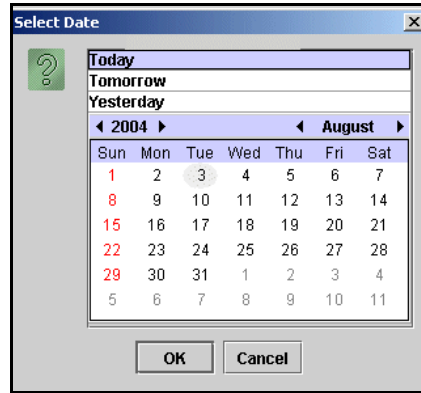 Select Date
Today
Tomorrow
Yesterday
2004 August
Sun Mon Tue Wed Thu Fri Sat
1 2 3 4 5 6 7
8 9 10 11 12 13 14
15 16 17 18 19 20 21
22 23 24 25 26 27 28
29 30 31 1 2 3 4
5 6 7 8 9 10 11
OK Cancel